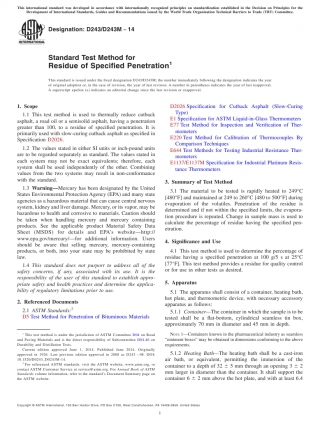 This international standard was developed in accordance with internationally recognized principles on standardization established in the Decision on Principles for the
Development of International Standards, Guides and Recommendations issued by the World Trade Organization Technical Barriers to Trade (TBT) Committee.
Designation: D243/D243M – 14
Standard Test Method for
Residue of Specified Penetration1
This standard is issued under the fixed designation D243/D243M; the number immediately following the designation indicates the year
of original adoption or, in the case of revision, the year of last revision. A number in parentheses indicates the year of last reapproval.
A superscript epsilon (ε) indicates an editorial change since the last revision or reapproval.
1. Scope
1.1 This test method is used to thermally reduce cutback
asphalt, a road oil or a semisolid asphalt, having a penetration
greater than 100, to a residue of specified penetration. It is
primarily used with slow-curing cutback asphalt as specified in
Specification D2026.
1.2 The values stated in either SI units or inch-pound units
are to be regarded separately as standard. The values stated in
each system may not be exact equivalents; therefore, each
system shall be used independently of the other. Combining
values from the two systems may result in non-conformance
with the standard.
1.3 Warning—Mercury has been designated by the United
States Environmental Protection Agency (EPA) and many state
agencies as a hazardous material that can cause central nervous
system, kidney and liver damage. Mercury, or its vapor, may be
hazardous to health and corrosive to materials. Caution should
be taken when handling mercury and mercury containing
products. See the applicable product Material Safety Data
Sheet (MSDS) for details and EPA's website—http://
www.epa.gov/mercury/—for additional information. Users
should be aware that selling mercury, mercury-containing
products, or both, into your state may be prohibited by state
law.
1.4 This standard does not purport to address all of the
safety concerns, if any, associated with its use. It is the
responsibility of the user of this standard to establish appro-
priate safety and health practices and determine the applica-
bility of regulatory limitations prior to use.
2. Referenced Documents
2.1 ASTM Standards:2
D5 Test Method for Penetration of Bituminous Materials
1 This test method is under the jurisdiction of ASTM Committee D04 on Road
and Paving Materials and is the direct responsibility of Subcommittee D04.48 on
Durability and Distillation Tests.
Current edition approved June 1, 2014. Published June 2014. Originally
approved in
2 For referenced ASTM standards, visit the ASTM website, www.astm.org, or
contact ASTM Customer Service at service@astm.org. For Annual Book of ASTM
Standards volume information, refer to the standard's Document Summary page on
the ASTM website.
D2026 Specification for Cutback Asphalt (Slow-Curing
Type)
E1 Specification for ASTM Liquid-in-Glass Thermometers
E77 Test Method for Inspection and Verification of Ther-
mometers
E220 Test Method for Calibration of Thermocouples By
Comparison Techniques
E644 Test Methods for Testing Industrial Resistance Ther-
mometers
E1137/E1137M Specification for Industrial Platinum Resis-
tance Thermometers
3. Summary of Test Method
3.1 The material to be tested is rapidly heated to 249°C
[480°F] and maintained at 249 to 260°C [480 to 500°F] during
evaporation of the volatiles. Penetration of the residue is
determined and if not within the specified limits, the evapora-
tion procedure is repeated. Change in sample mass is used to
calculate the percentage of residue having the specified pen-
etration.
4. Significance and Use
4.1 This test method is used to determine the percentage of
residue having a specified penetration at 100 g/5 s at 25°C
[77°F]. This test method provides a residue for quality control
or for use in other tests as desired.
5. Apparatus
5.1 The apparatus shall consist of a container, heating bath,
hot plate, and thermometric device, with necessary accessory
apparatus as follows:
5.1.1 Container—The container in which the sample is to be
tested shall be a flat-bottom, cylindrical seamless tin box,
approximately 70 mm in diameter and 45 mm in depth.
NOTE 1—Containers known in the pharmaceutical industry as seamless
"ointment boxes" may be obtained in dimensions conforming to the above
requirements.
5.1.2 Heating Bath—The heating bath shall be a cast-iron
air bath, or equivalent, permitting the immersion of the
container to a depth of 32 ± 5 mm through an opening 3 ± 2
mm larger in diameter than the container. It shall support the
container 6 ± 2 mm above the hot plate, and with at least 6.4
Copyright © ASTM International, 100 Barr Harbor Drive, PO Box C700, West Conshohocken, PA 19428-2959. United States
1